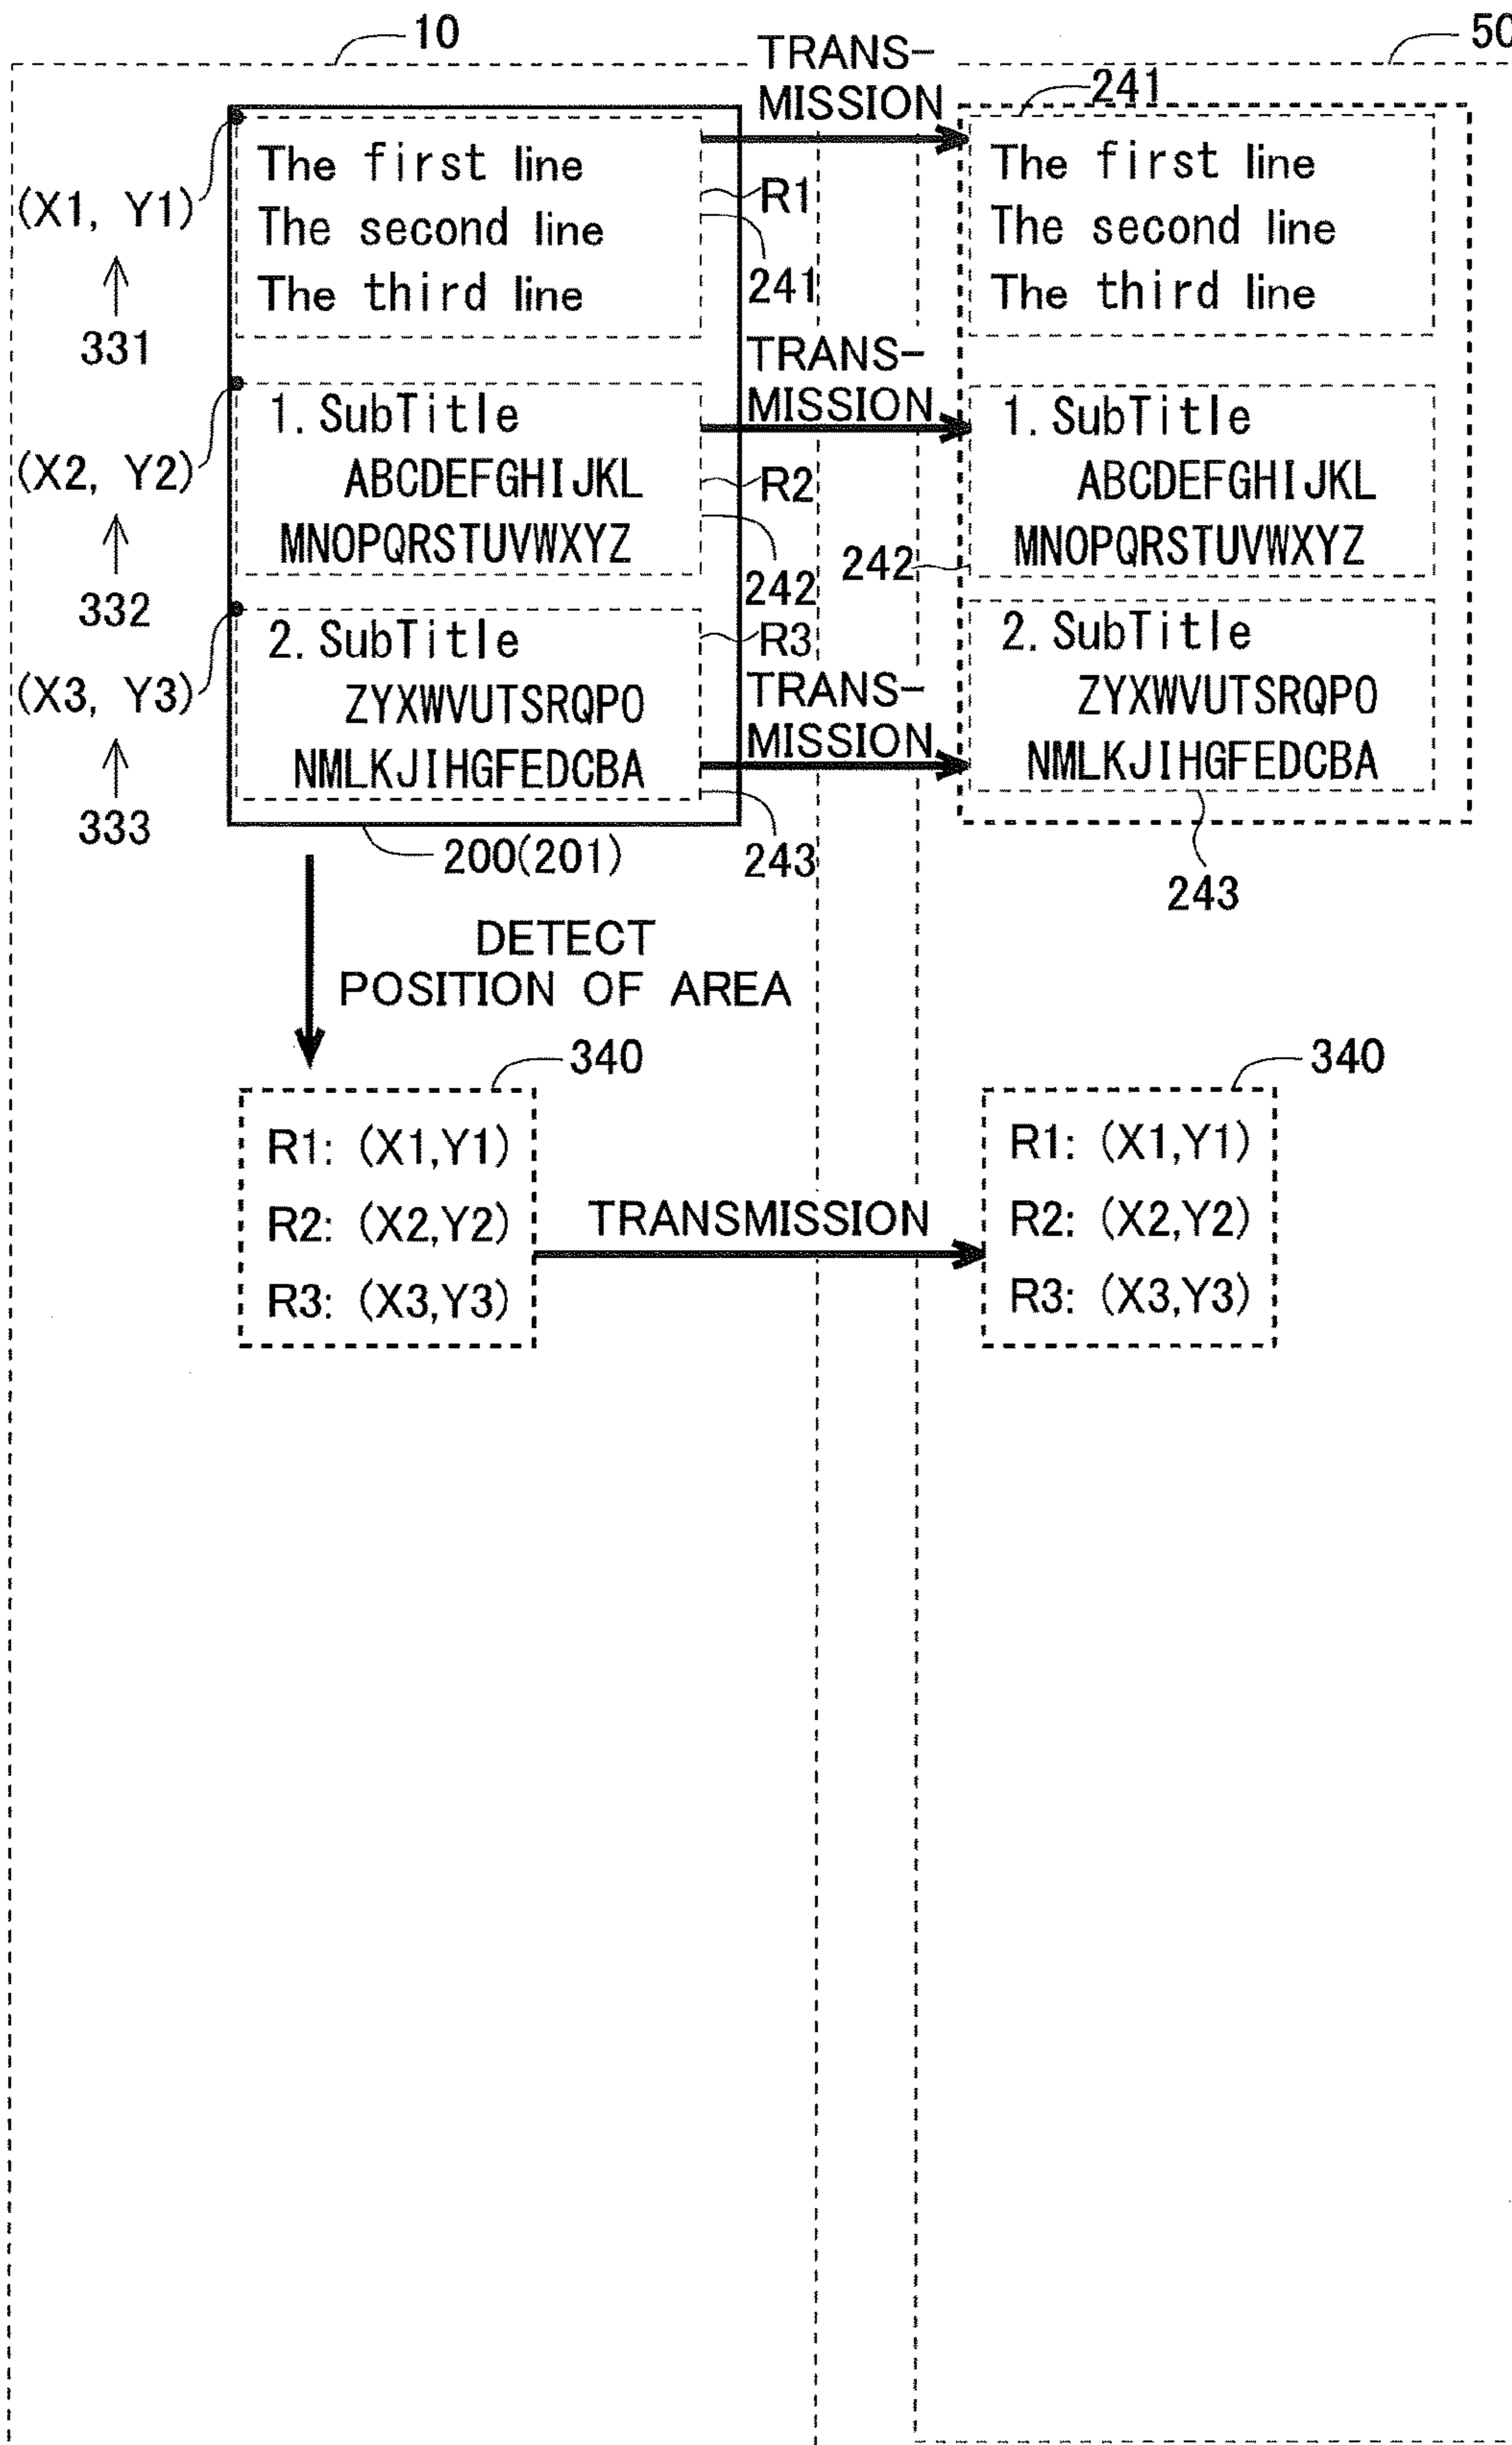 10
50
TRANS-
MISSION
241
The first line
The second line
The third line
(X1, Y1)
331
R1
241
The first line
The second line
The third line
TRANS-
MISSION
1. SubTitle
ABCDEFGHIJKL
MNOPQRSTUVWXYZ
(X2, Y2)
332
R2
242
242
1. SubTitle
ABCDEFGHIJKL
MNOPQRSTUVWXYZ
2. SubTitle
ZYXWVUTSRQPO
NMLKJIHGFEDCBA
(X3, Y3)
333
R3
TRANS-
MISSION
243
2. SubTitle
ZYXWVUTSRQPO
NMLKJIHGFEDCBA
243
200(201)
DETECT
POSITION OF AREA
340
R1: (X1,Y1)
R2: (X2,Y2)
R3: (X3,Y3)
TRANSMISSION
340
R1: (X1,Y1)
R2: (X2,Y2)
R3: (X3,Y3)